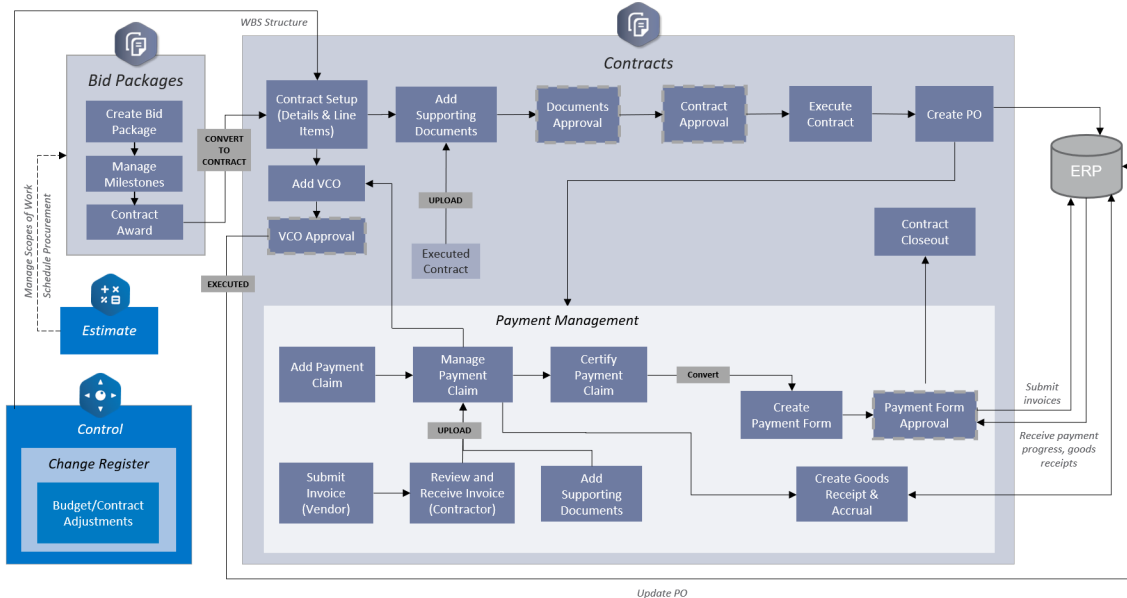 WBS Structure
Bid Packages
Create Bid
Package
Manage
Milestones
Contract
Award
CONVERT
TO
CONTRACT
Manage Scopes of Work
Schedule Procurement
Estimate
Control
Change Register
Budget/Contract
Adjustments
Contracts
Contract Setup
(Details & Line
Items)
Add
Supporting
Documents
Documents
Approval
Contract
Approval
Execute
Contract
Create PO
ERP
Add VCO
VCO Approval
EXECUTED
UPLOAD
Executed
Contract
Contract
Closeout
Payment Management
Add Payment
Claim
Manage
Payment
Claim
Certify
Payment
Claim
Convert
Create
Payment Form
Payment Form
Approval
Submit
invoices
Receive payment
progress, goods
receipts
UPLOAD
Submit
Invoice
(Vendor)
Review and
Receive Invoice
(Contractor)
Add
Supporting
Documents
Create Goods
Receipt &
Accrual
Update PO